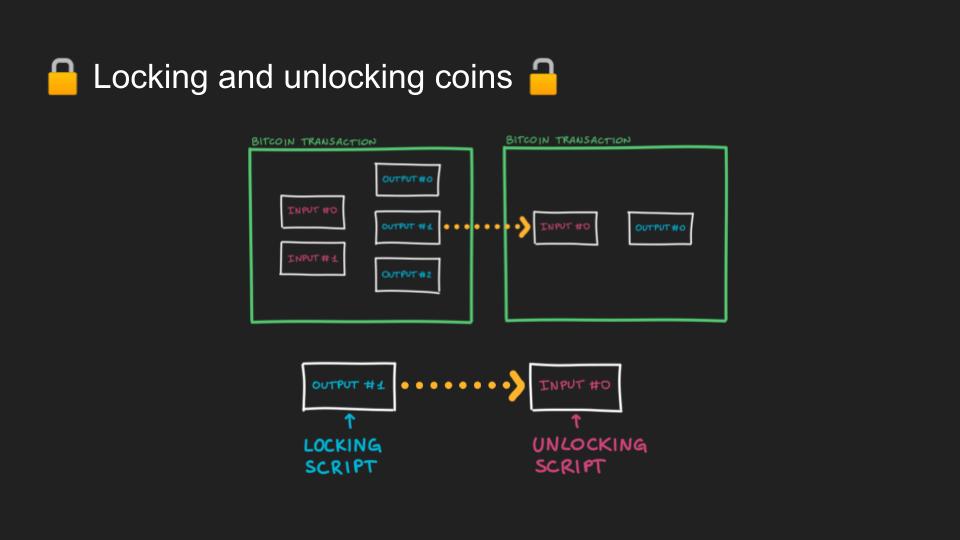 🔒 Locking and unlocking coins 🔓
BITCOIN TRANSACTION
INPUT #0
INPUT #1
OUTPUT #0
OUTPUT #1
OUTPUT #2
BITCOIN TRANSACTION
INPUT #0
OUTPUT #0
OUTPUT #1
INPUT #0
LOCKING
SCRIPT
UNLOCKING
SCRIPT